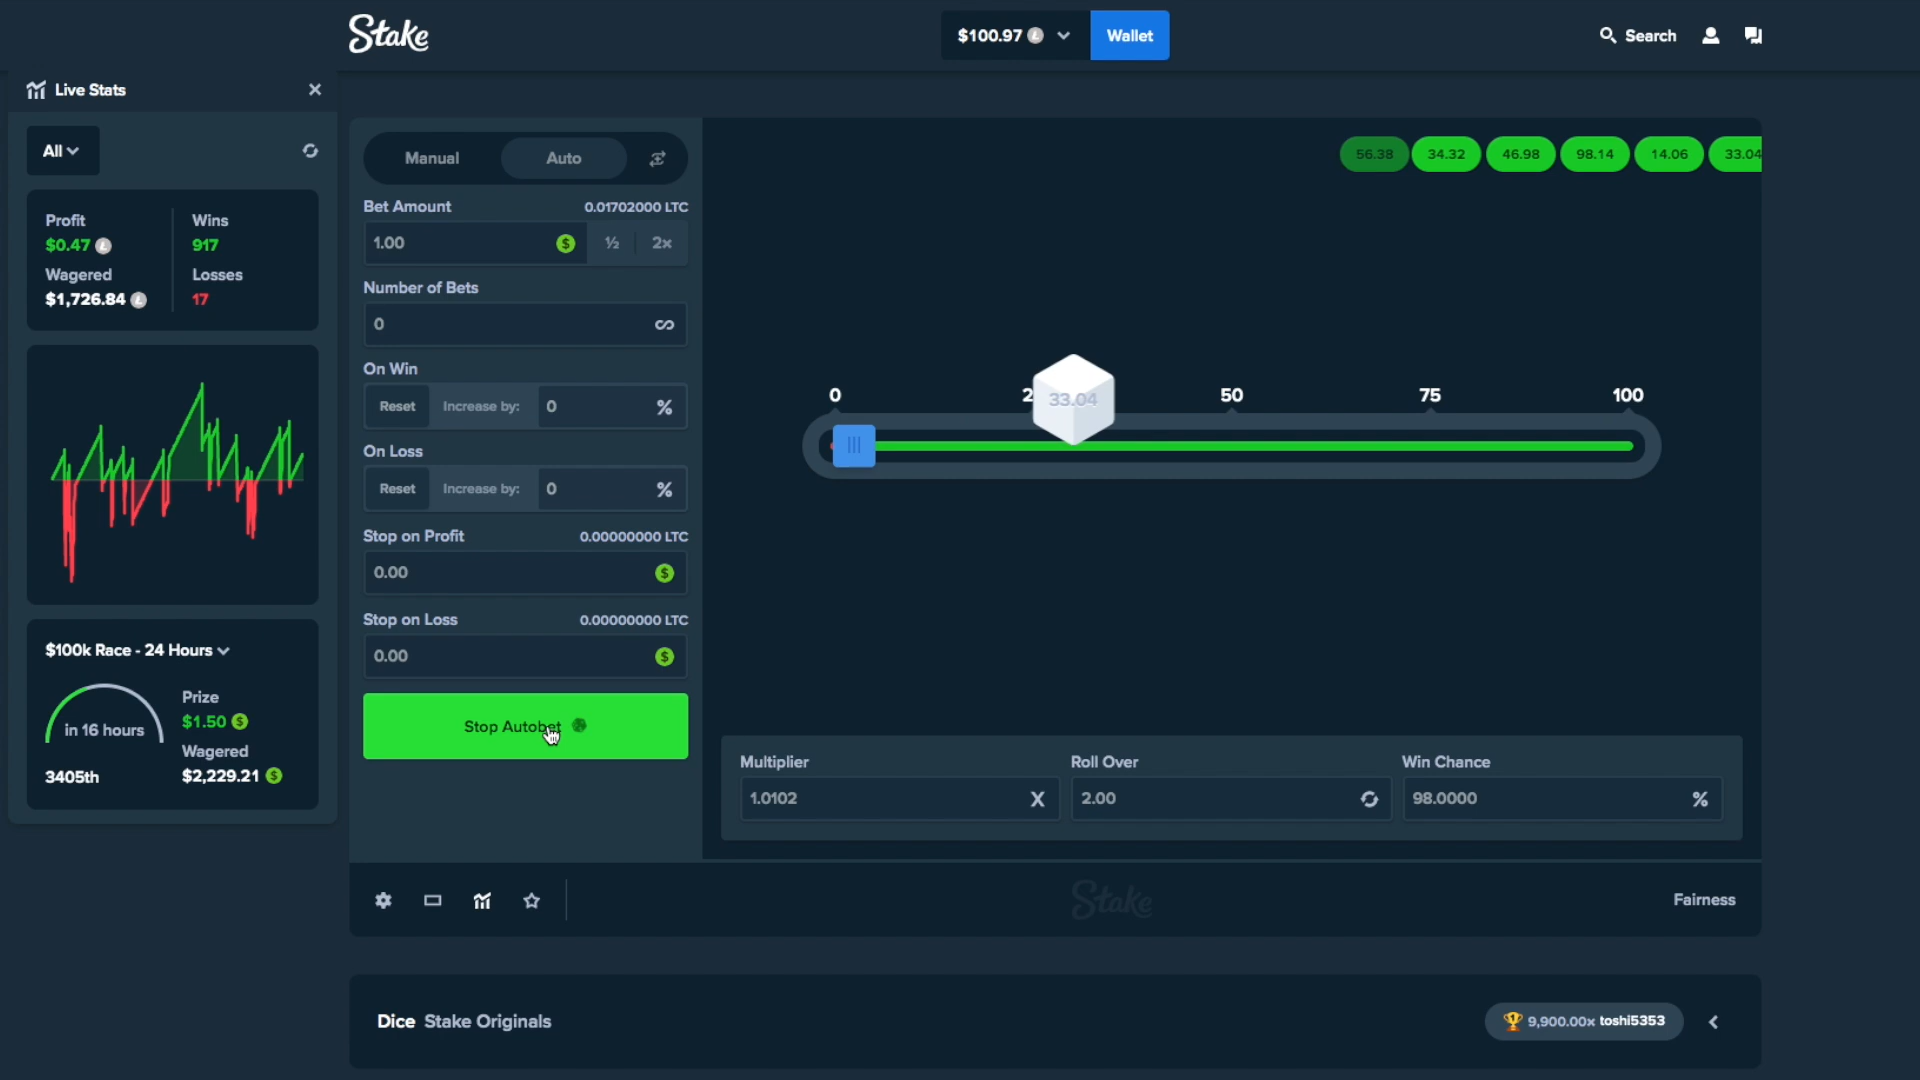 Stake
$100.97
Wallet
Search
Live Stats
All
Profit
$0.47
Wagered
$1,726.84
Wins
917
Losses
17
$100k Race - 24 Hours
in 16 hours
3405th
Prize
$1.50
Wagered
$2,229.21
Manual
Auto
Bet Amount
0.01702000 LTC
1.00
½
2×
Number of Bets
0
∞
On Win
Reset
Increase by:
0
%
On Loss
Reset
Increase by:
0
%
Stop on Profit
0.00000000 LTC
0.00
Stop on Loss
0.00000000 LTC
0.00
Stop Autobet
56.38
34.32
46.98
98.14
14.06
33.04
0
2
50
75
100
33.04
Multiplier
1.0102
Roll Over
2.00
Win Chance
98.0000
%
Stake
Fairness
Dice Stake Originals
9,900.00x toshi5353